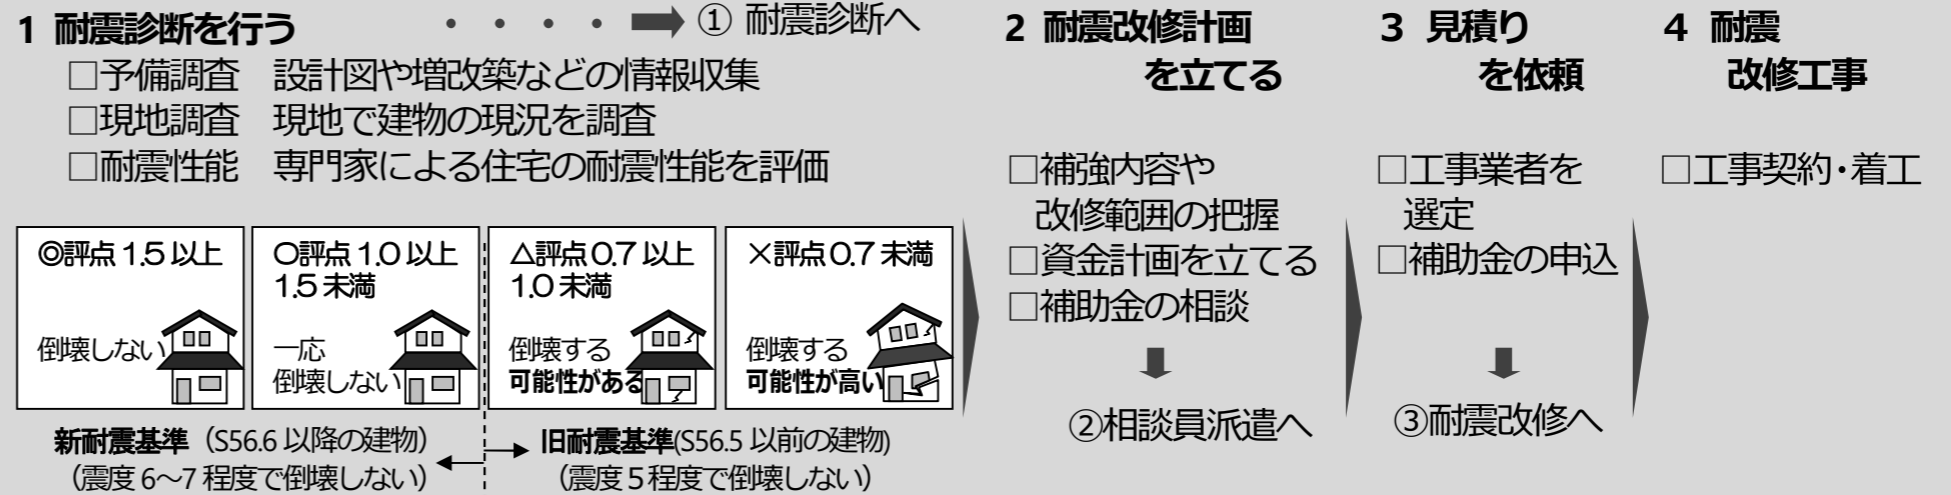 1 耐震診断を行う ・・・・ ➡ ① 耐震診断へ
□予備調査 設計図や増改築などの情報収集
□現地調査 現地で建物の現況を調査
□耐震性能 専門家による住宅の耐震性能を評価
◎評点1.5以上
倒壊しない
〇評点1.0以上
1.5未満
一応
倒壊しない
△評点0.7以上
1.0未満
倒壊する
可能性がある
×評点0.7未満
倒壊する
可能性が高い
新耐震基準（S56.6以降の建物）
（震度6～7程度で倒壊しない）
旧耐震基準(S56.5以前の建物)
（震度5程度で倒壊しない）
2 耐震改修計画
を立てる
□補強内容や
改修範囲の把握
□資金計画を立てる
□補助金の相談
②相談員派遣へ
3 見積り
を依頼
□工事業者を
選定
□補助金の申込
③耐震改修へ
4 耐震
改修工事
□工事契約・着工